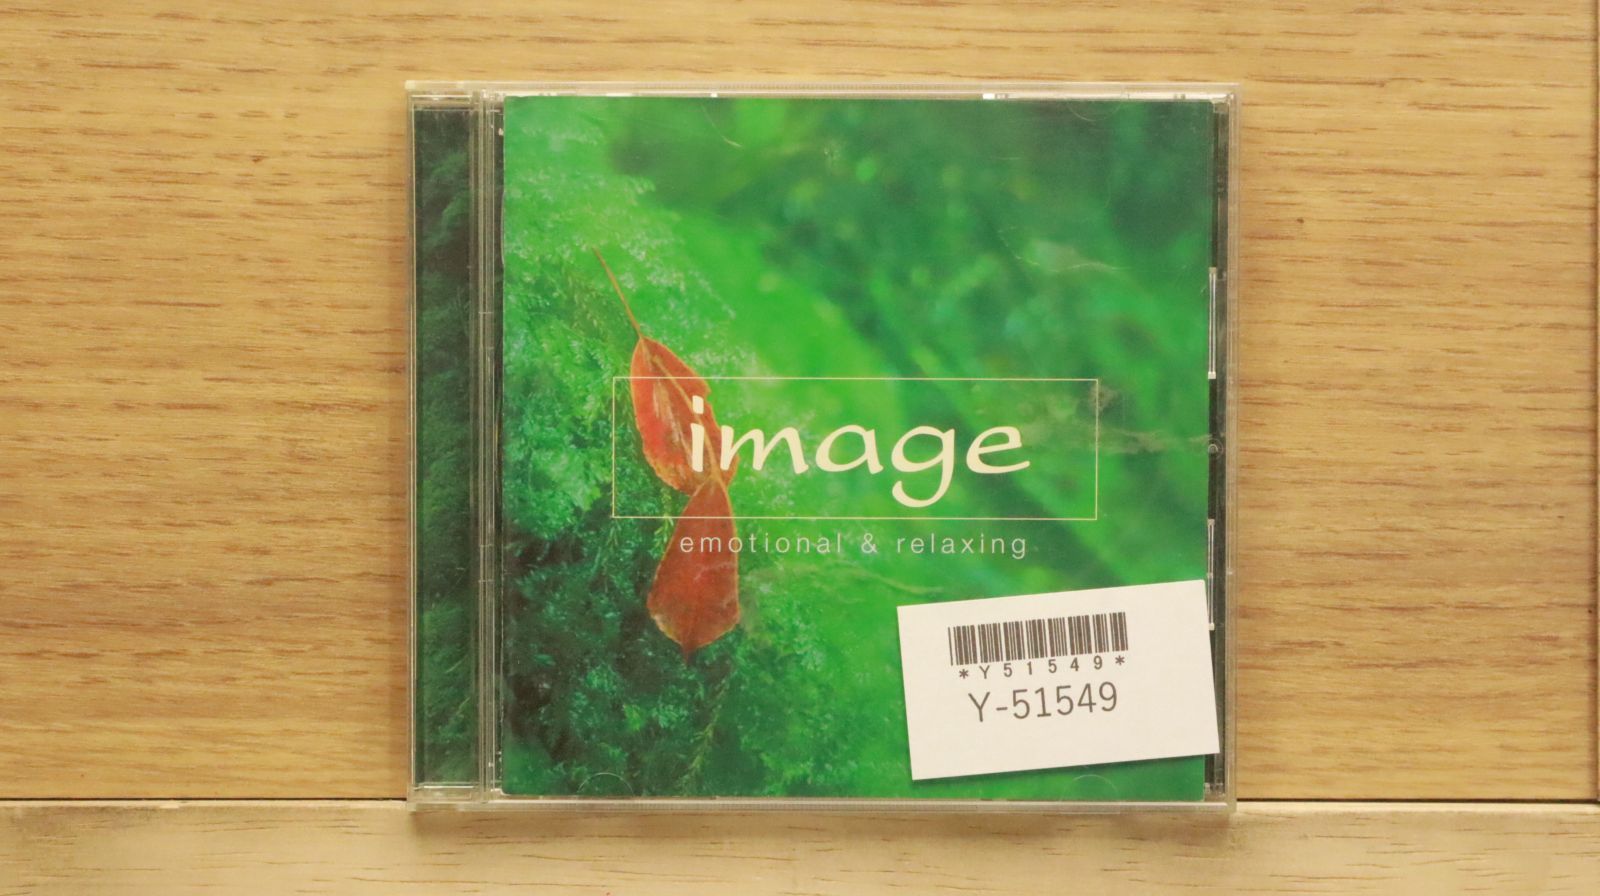 image
emotional & relaxing
*Y51549*
Y-51549